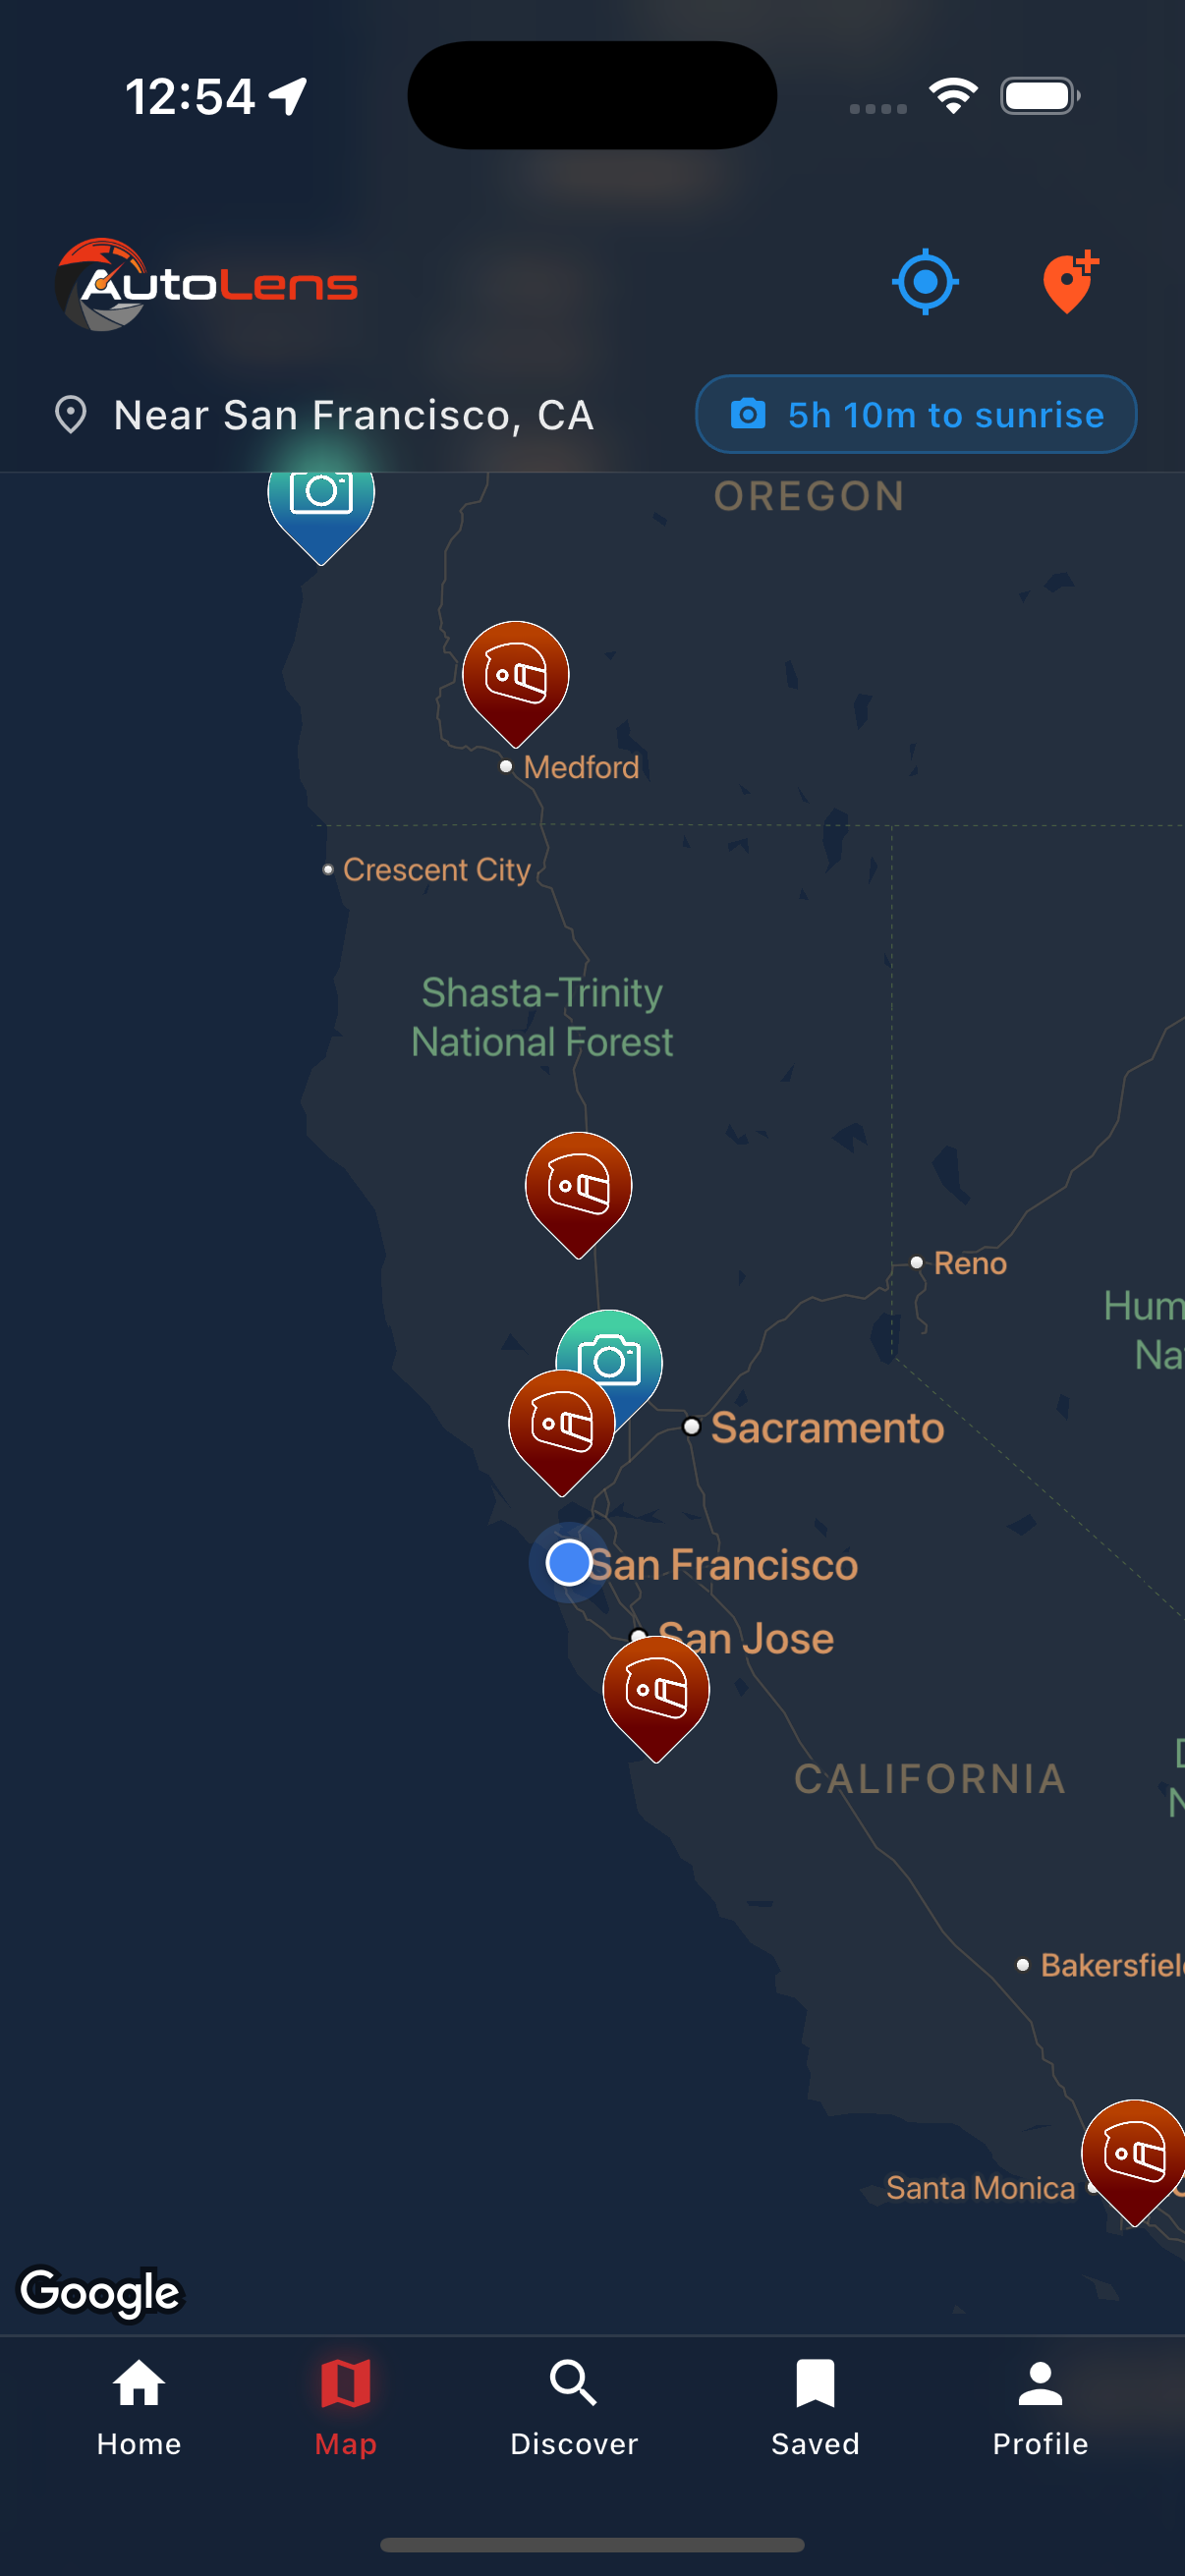 12:54
AutoLens
Near San Francisco, CA
5h 10m to sunrise
OREGON
Medford
Crescent City
Shasta-Trinity
National Forest
Reno
Hum
Na
Sacramento
San Francisco
San Jose
CALIFORNIA
D
N
Bakersfiel
Santa Monica
Google
Home
Map
Discover
Saved
Profile